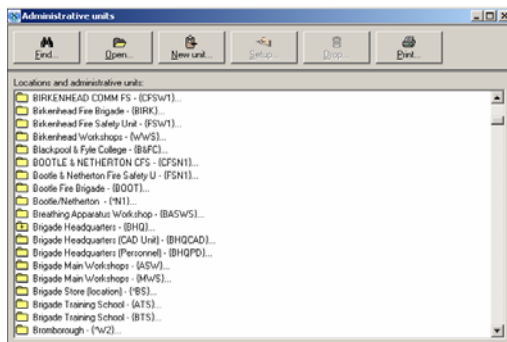 Administrative units
Find... Open... New unit... Setup... Drop... Print...
Locations and administrative units:
BIRKENHEAD COMM FS - (CFSW1)...
Birkenhead Fire Brigade - (BIRK)...
Birkenhead Fire Safety Unit - (FSW1)...
Birkenhead Workshops - (WWS)...
Blackpool & Fyle College - (B&FC)...
BOOTLE & NETHERTON CFS - (CFSN1)...
Bootle & Netherton Fire Safety U - (FSN1)...
Bootle Fire Brigade - (BOOT)...
Bootle/Netherton - (*N1)...
Breathing Apparatus Workshop - (BASWS)...
Brigade Headquarters - (BHQ)...
Brigade Headquarters (CAD Unit) - (BHQCAD)...
Brigade Headquarters (Personnel) - (BHQPD)...
Brigade Main Workshops - (ASW)...
Brigade Main Workshops - (MWS)...
Brigade Store (location) - (*BS)...
Brigade Training School - (ATS)...
Brigade Training School - (BTS)...
Bromborough - (*W2)...